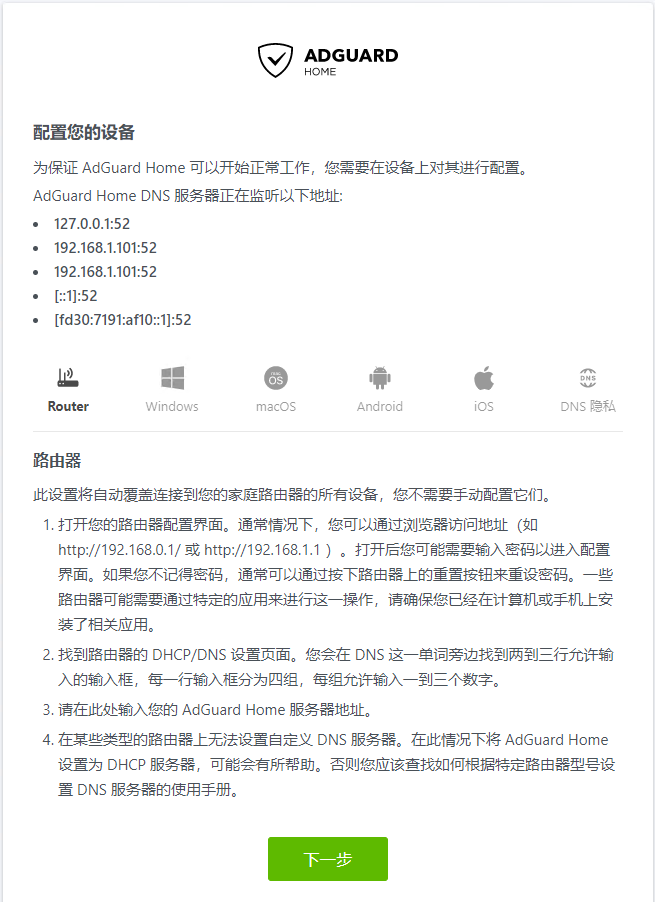 ADGUARD
HOME
配置您的设备
为保证 AdGuard Home 可以开始正常工作，您需要在设备上对其进行配置。
AdGuard Home DNS 服务器正在监听以下地址:
127.0.0.1:52
192.168.1.101:52
192.168.1.101:52
[::1]:52
[fd30:7191:af10::1]:52
Router
Windows
macOS
Android
iOS
DNS 隐私
路由器
此设置将自动覆盖连接到您的家庭路由器的所有设备，您不需要手动配置它们。
1. 打开您的路由器配置界面。通常情况下，您可以通过浏览器访问地址（如
http://192.168.0.1/ 或 http://192.168.1.1 ）。打开后您可能需要输入密码以进入配置
界面。如果您不记得密码，通常可以通过按下路由器上的重置按钮来重设密码。一些
路由器可能需要通过特定的应用来进行这一操作，请确保您已经在计算机或手机上安
装了相关应用。
2. 找到路由器的 DHCP/DNS 设置页面。您会在 DNS 这一单词旁边找到两到三行允许输
入的输入框，每一行输入框分为四组，每组允许输入一到三个数字。
3. 请在此处输入您的 AdGuard Home 服务器地址。
4. 在某些类型的路由器上无法设置自定义 DNS 服务器。在此情况下将 AdGuard Home
设置为 DHCP 服务器，可能会有所帮助。否则您应该查找如何根据特定路由器型号设
置 DNS 服务器的使用手册。
下一步